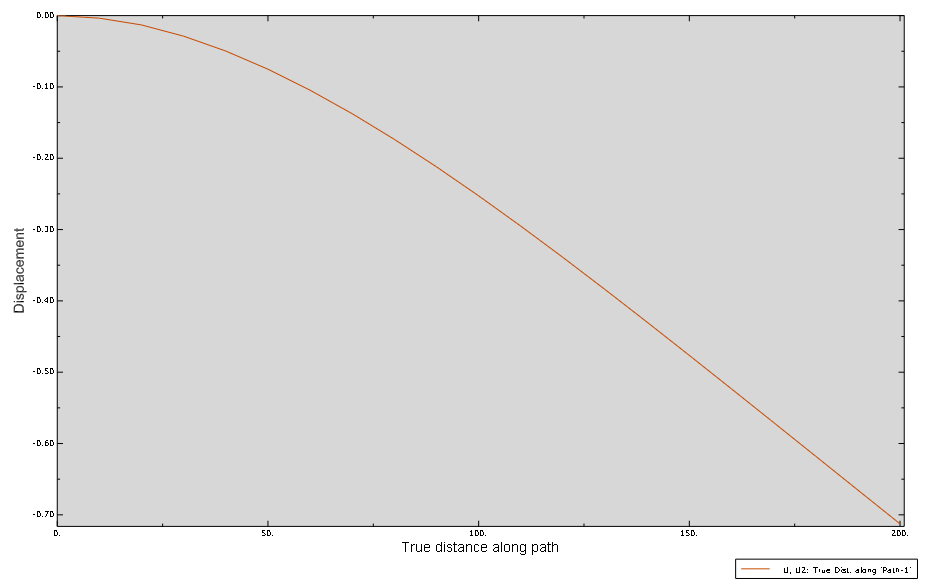 0.00
-0.10
-0.20
-0.30
-0.40
-0.50
-0.60
-0.70
Displacement
0. 50. 100. 150. 200.
True distance along path
U, U2: True Dist. along 'Path-1'